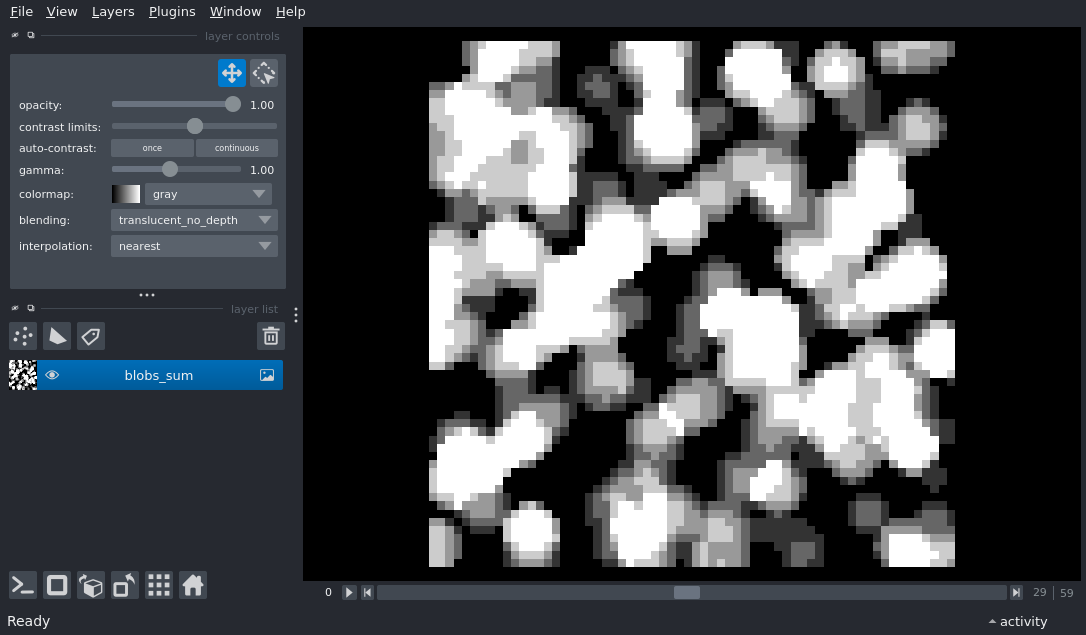 File View Layers Plugins Window Help
layer controls
opacity: 1.00
contrast limits:
auto-contrast: once continuous
gamma: 1.00
colormap: gray
blending: translucent_no_depth
interpolation: nearest
layer list
blobs_sum
0 29 59
Ready activity